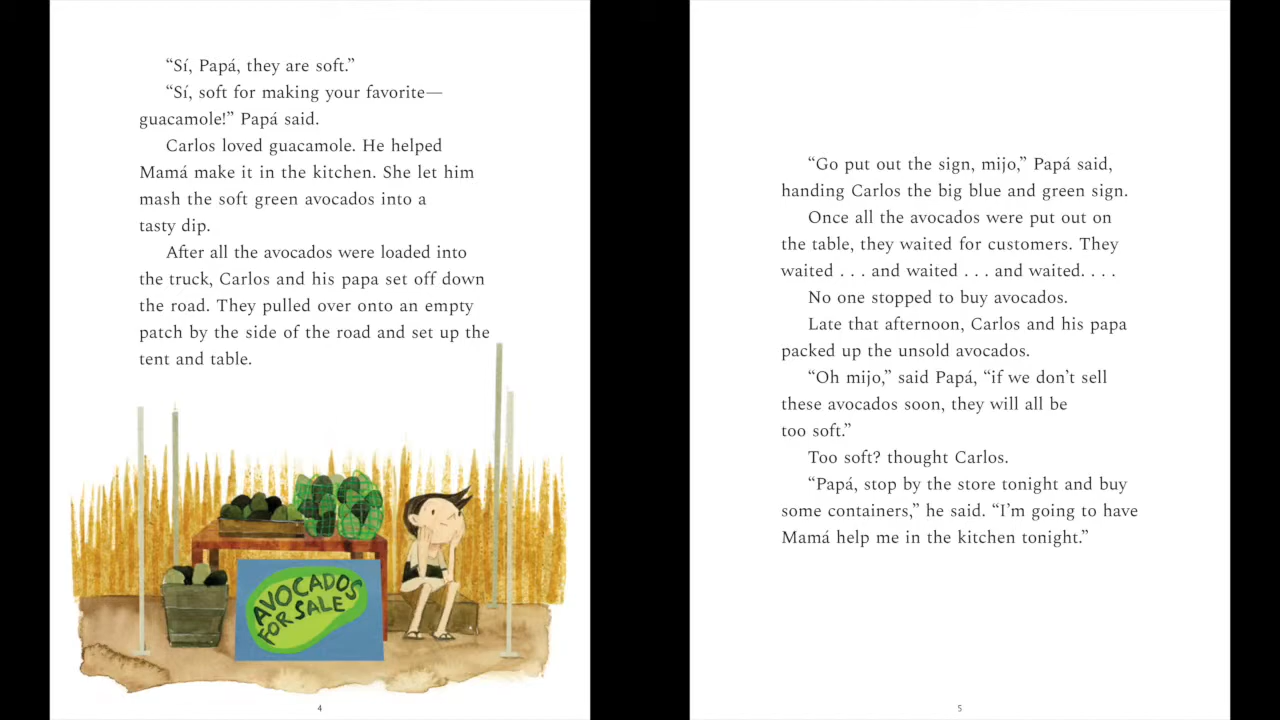 “Sí, Papá, they are soft.”
“Sí, soft for making your favorite—
guacamole!” Papá said.
Carlos loved guacamole. He helped
Mamá make it in the kitchen. She let him
mash the soft green avocados into a
tasty dip.
After all the avocados were loaded into
the truck, Carlos and his papa set off down
the road. They pulled over onto an empty
patch by the side of the road and set up the
tent and table.
AVOCADOS
FOR SALE
4
“Go put out the sign, mijo,” Papá said,
handing Carlos the big blue and green sign.
Once all the avocados were put out on
the table, they waited for customers. They
waited . . . and waited . . . and waited. . . .
No one stopped to buy avocados.
Late that afternoon, Carlos and his papa
packed up the unsold avocados.
“Oh mijo,” said Papá, “if we don’t sell
these avocados soon, they will all be
too soft.”
Too soft? thought Carlos.
“Papá, stop by the store tonight and buy
some containers,” he said. “I’m going to have
Mamá help me in the kitchen tonight.”
5